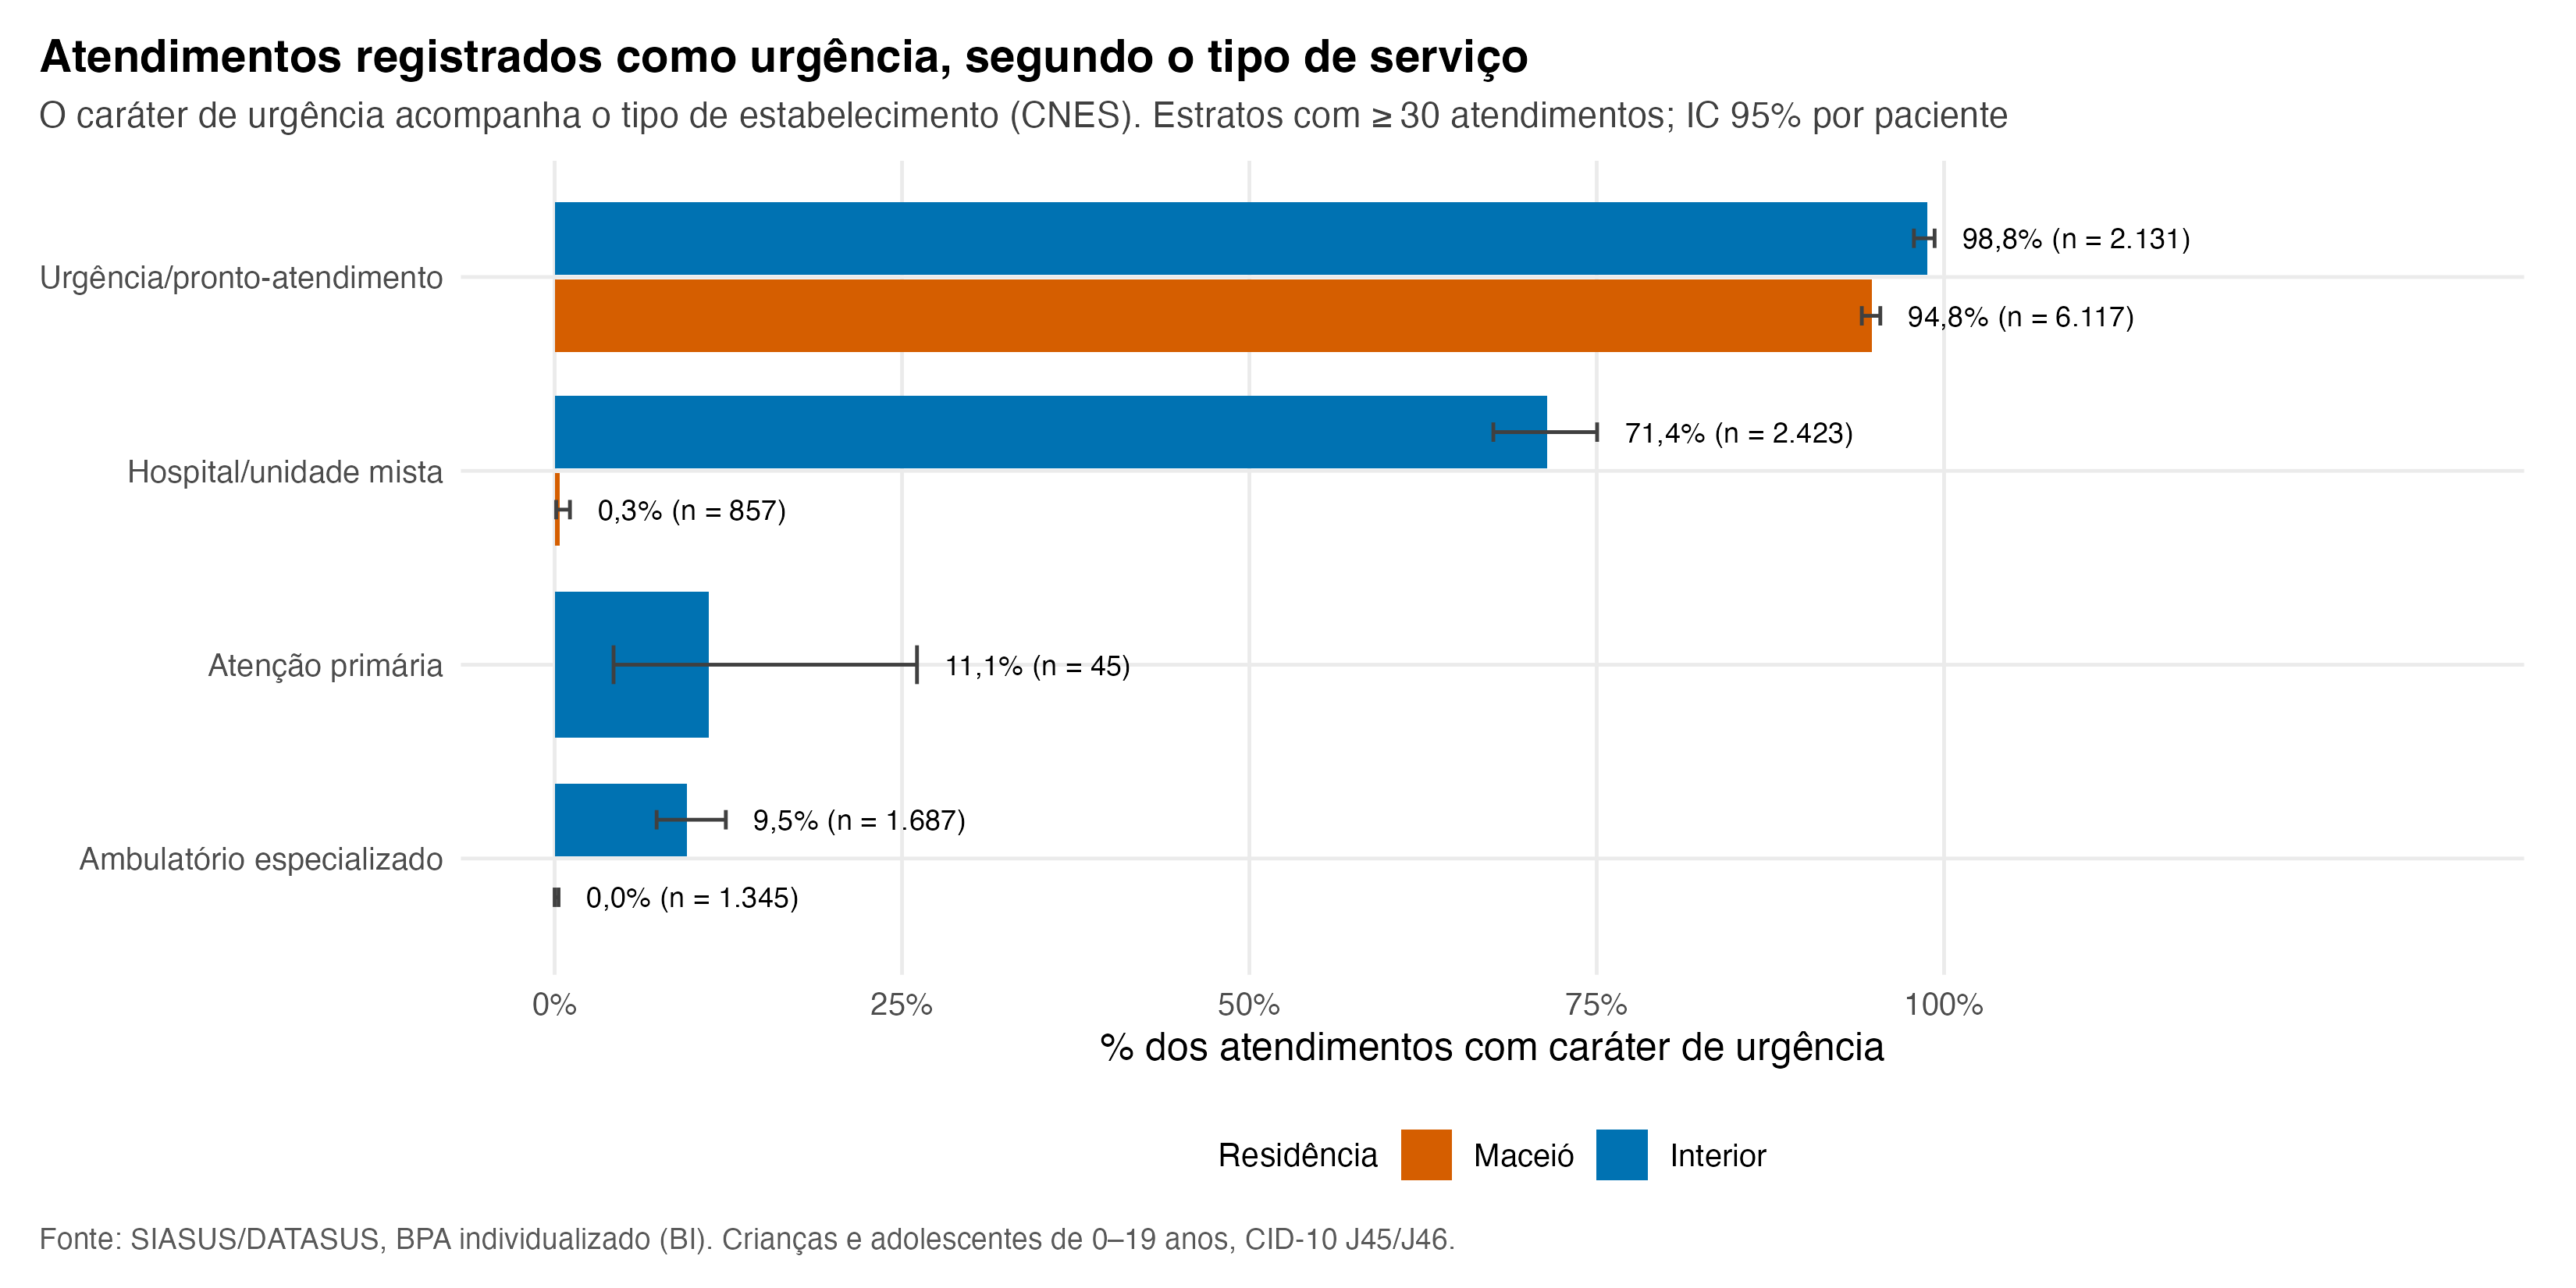 Atendimentos registrados como urgência, segundo o tipo de serviço
O caráter de urgência acompanha o tipo de estabelecimento (CNES). Estratos com ≥ 30 atendimentos; IC 95% por paciente
98,8% (n = 2.131)
Urgência/pronto-atendimento
94,8% (n = 6.117)
71,4% (n = 2.423)
Hospital/unidade mista
0,3% (n = 857)
Atenção primária
11,1% (n = 45)
9,5% (n = 1.687)
Ambulatório especializado
0,0% (n = 1.345)
0% 25% 50% 75% 100%
% dos atendimentos com caráter de urgência
Residência Maceió Interior
Fonte: SIASUS/DATASUS, BPA individualizado (BI). Crianças e adolescentes de 0–19 anos, CID-10 J45/J46.